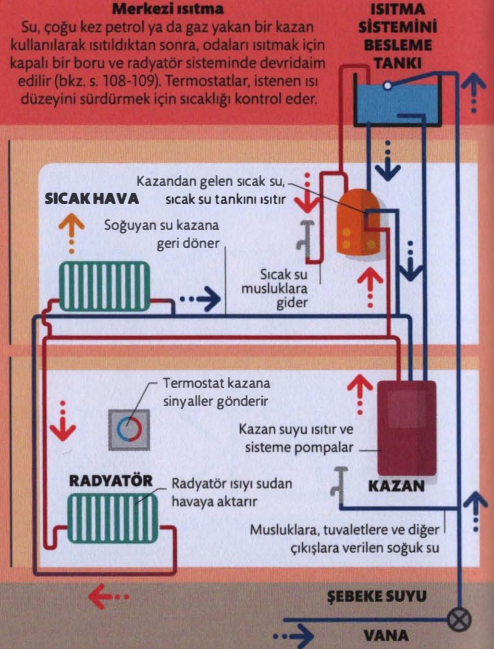 Merkezi ısıtma
Su, çoğu kez petrol ya da gaz yakan bir kazan
kullanılarak ısıtıldıktan sonra, odaları ısıtmak için
kapalı bir boru ve radyatör sisteminde devridaim
edilir (bkz. s. 108-109). Termostatlar, istenen ısı
düzeyini sürdürmek için sıcaklığı kontrol eder.
ISITMA
SİSTEMİNİ
BESLEME
TANKI
Kazandan gelen sıcak su,
sıcak su tankını ısıtır
SICAK HAVA
Soğuyan su kazana
geri döner
Sıcak su
musluklara
gider
Termostat kazana
sinyaller gönderir
Kazan suyu ısıtır ve
sisteme pompalar
RADYATÖR
Radyatör ısıyı sudan
havaya aktarır
KAZAN
Musluklara, tuvaletlere ve diğer
çıkışlara verilen soğuk su
ŞEBEKE SUYU
VANA